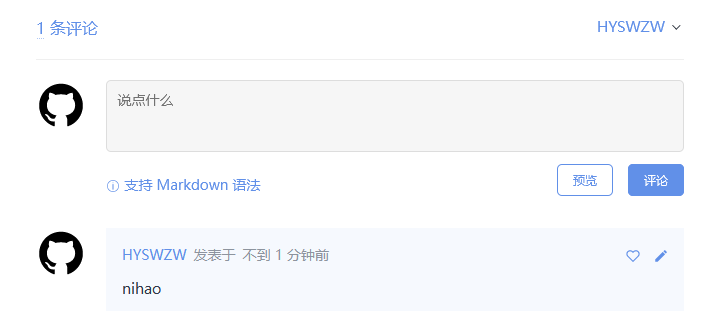 1 条评论
HYSWZW
说点什么
支持 Markdown 语法
预览
评论
HYSWZW 发表于 不到 1 分钟前
nihao